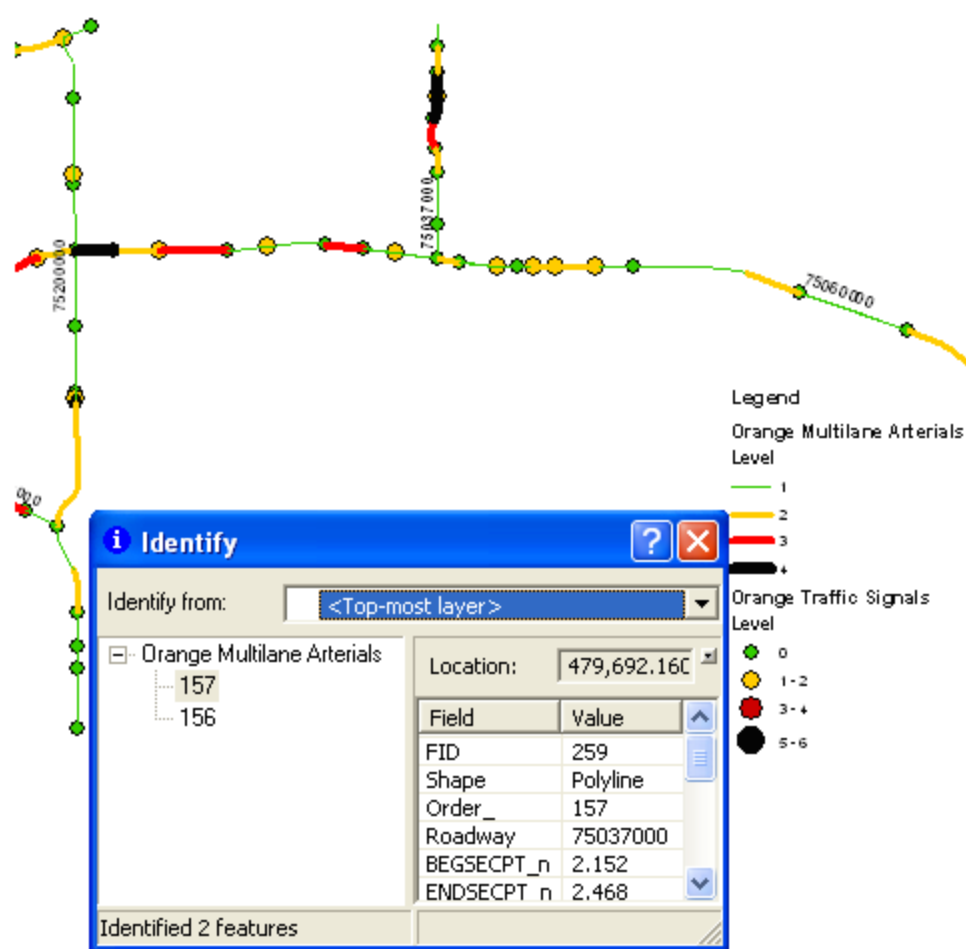 75037000
75200000
75060000
000
Legend
Orange Multilane Arterials
Level
1
2
3
4
Orange Traffic Signals
Level
0
1-2
3-4
5-6
Identify
Identify from:
<Top-most layer>
Orange Multilane Arterials
157
156
Location:
479,692.160
Field Value
FID 259
Shape Polyline
Order_ 157
Roadway 75037000
BEGSECPT_n 2.152
ENDSECPT_n 2.468
Identified 2 features